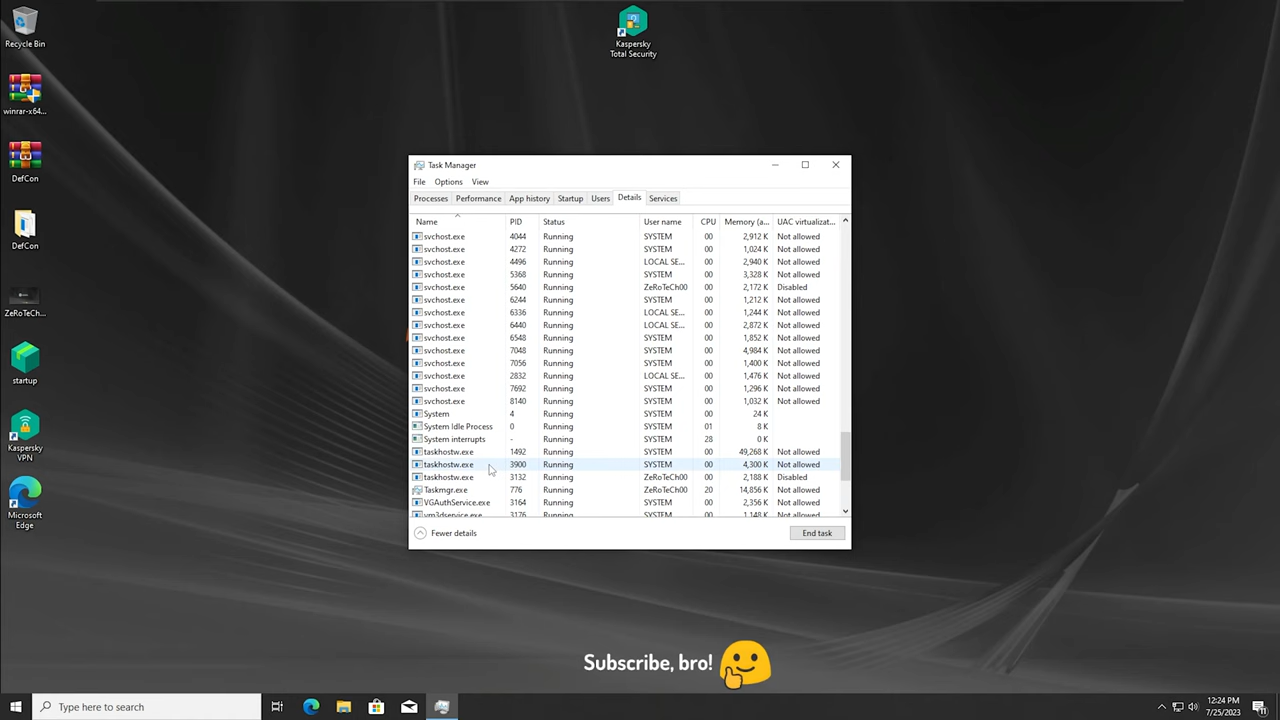 Recycle Bin
winrar-x64...
DefCon
DefCon
ZeRoTeCh...
startup
Kaspersky
VPN
Microsoft
Edge
Kaspersky
Total Security
Task Manager
File Options View
Processes Performance App history Startup Users Details Services
Name PID Status User name CPU Memory (a... UAC virtualizat...
svchost.exe 4044 Running SYSTEM 00 2,912 K Not allowed
svchost.exe 4272 Running SYSTEM 00 1,024 K Not allowed
svchost.exe 4496 Running LOCAL SE... 00 2,940 K Not allowed
svchost.exe 5368 Running SYSTEM 00 3,328 K Not allowed
svchost.exe 5640 Running ZeRoTeCh00 00 2,172 K Disabled
svchost.exe 6244 Running SYSTEM 00 1,212 K Not allowed
svchost.exe 6336 Running LOCAL SE... 00 1,244 K Not allowed
svchost.exe 6440 Running LOCAL SE... 00 2,872 K Not allowed
svchost.exe 6548 Running SYSTEM 00 1,852 K Not allowed
svchost.exe 7048 Running SYSTEM 00 4,984 K Not allowed
svchost.exe 7056 Running SYSTEM 00 1,400 K Not allowed
svchost.exe 2832 Running LOCAL SE... 00 1,476 K Not allowed
svchost.exe 7692 Running SYSTEM 00 1,296 K Not allowed
svchost.exe 8140 Running SYSTEM 00 1,032 K Not allowed
System 4 Running SYSTEM 00 24 K
System Idle Process 0 Running SYSTEM 01 8 K
System interrupts - Running SYSTEM 28 0 K
taskhostw.exe 1492 Running SYSTEM 00 49,268 K Not allowed
taskhostw.exe 3900 Running SYSTEM 00 4,300 K Not allowed
taskhostw.exe 3132 Running ZeRoTeCh00 00 2,188 K Disabled
Taskmgr.exe 776 Running ZeRoTeCh00 20 14,856 K Not allowed
VGAuthService.exe 3164 Running SYSTEM 00 2,356 K Not allowed
vm3dservice.exe 3176 Running SYSTEM 00 1,148 K Not allowed
Fewer details
End task
Subscribe, bro!
Type here to search
12:24 PM
7/25/2023